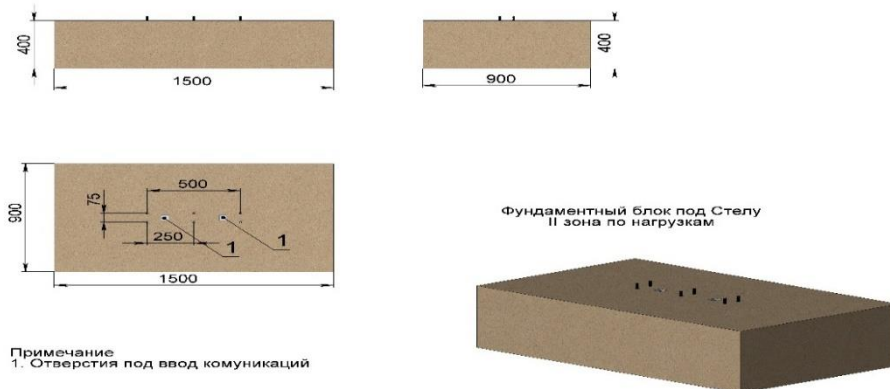 400
1500
400
900
900
75
500
250
1
1
1500
Фундаментный блок под Стелу
II зона по нагрузкам
Примечание
1. Отверстия под ввод комуникаций